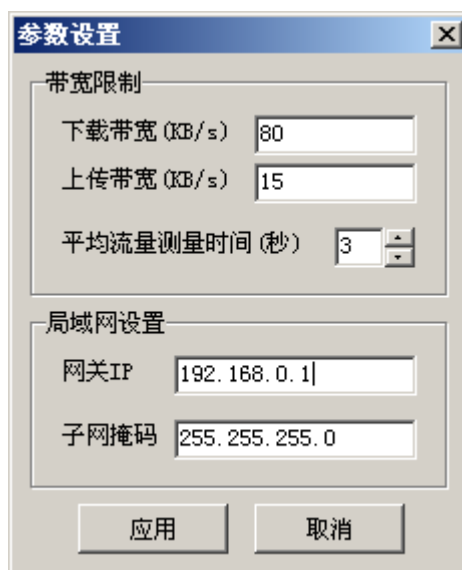 参数设置
带宽限制
下载带宽(KB/s) 80
上传带宽(KB/s) 15
平均流量测量时间(秒) 3
局域网设置
网关IP 192.168.0.1
子网掩码 255.255.255.0
应用 取消